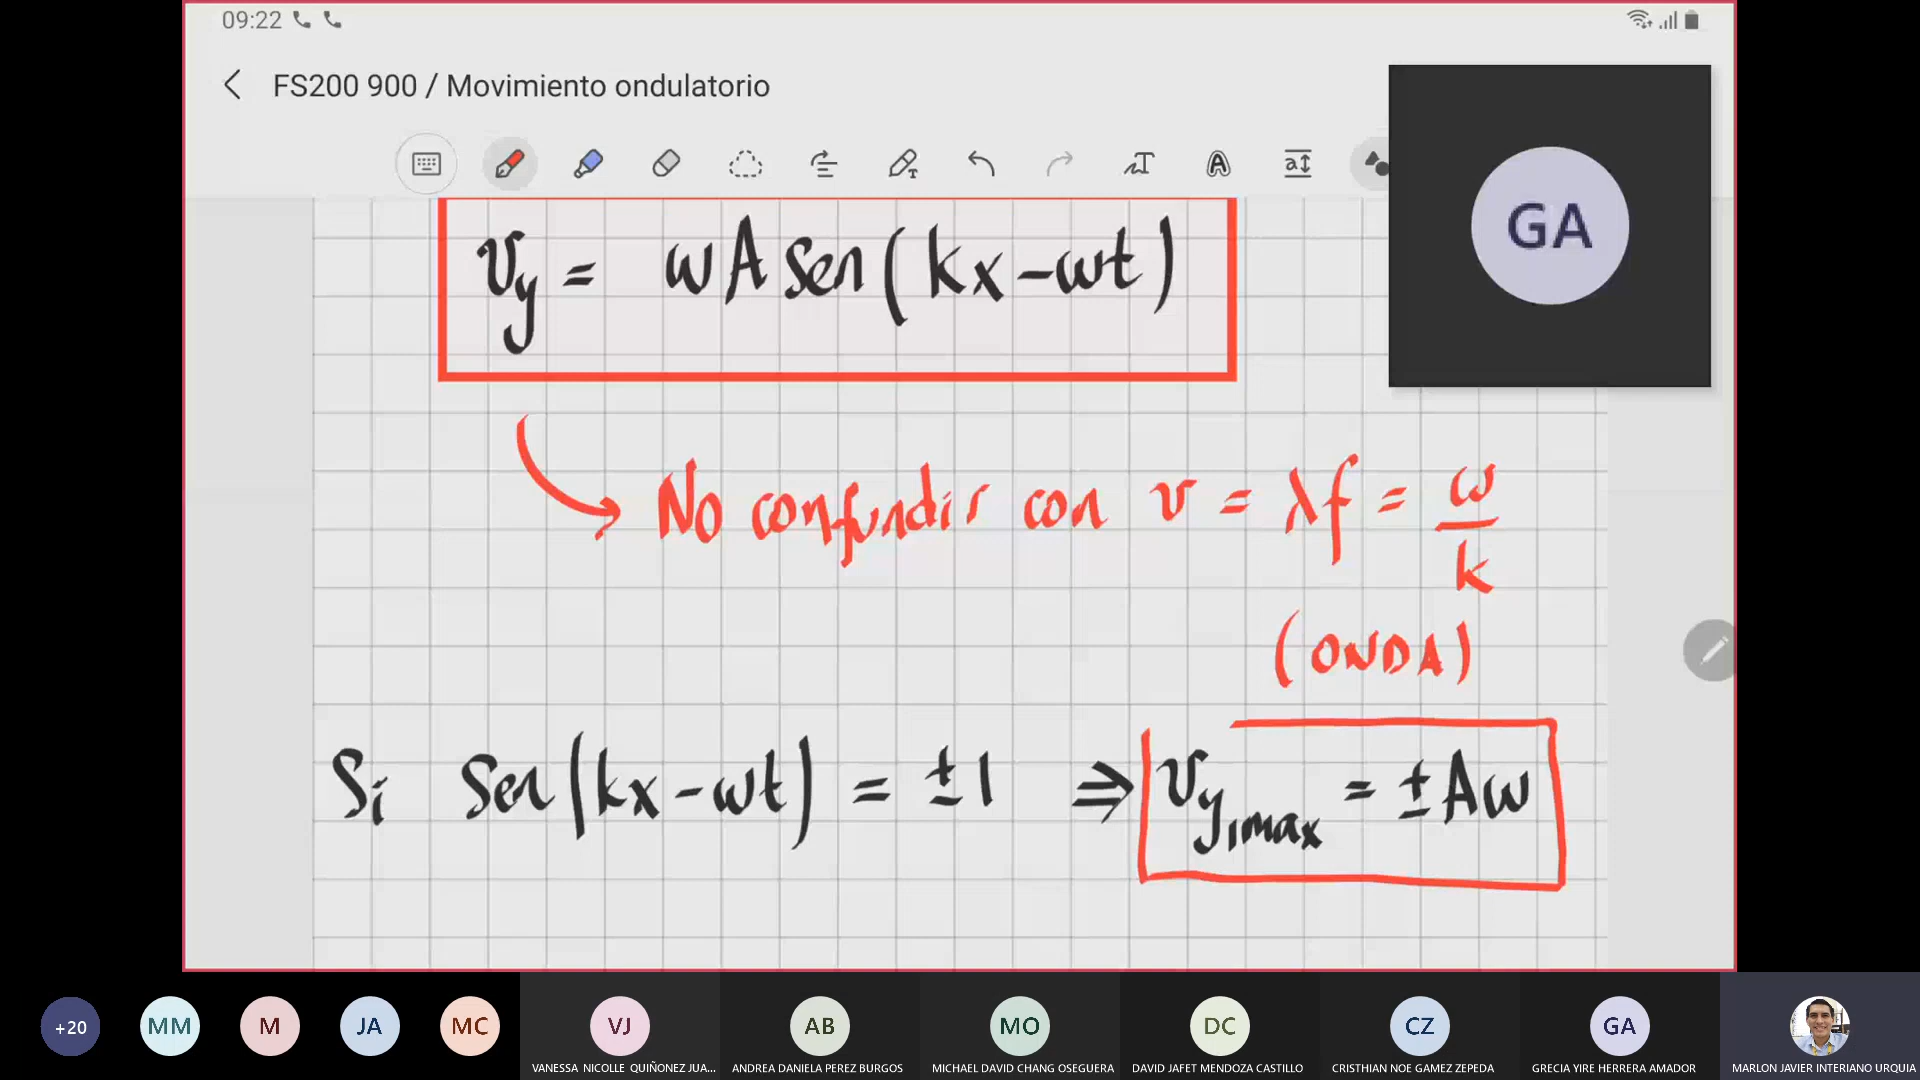 09:22
FS200 900 / Movimiento ondulatorio
GA
v_y = ωA Sen(kx-ωt)
No confundir con v = λf = ω/k
(ONDA)
Si Sen(kx-ωt) = ±1 ⇒ v_y,max = ±Aω
+20 MM M JA MC VJ AB MO DC CZ GA
VANESSA NICOLLE QUIÑONEZ JUA... ANDREA DANIELA PEREZ BURGOS MICHAEL DAVID CHANG OSEGUERA DAVID JAFET MENDOZA CASTILLO CRISTHIAN NOE GAMEZ ZEPEDA GRECIA YIRE HERRERA AMADOR MARLON JAVIER INTERIANO URQUIA